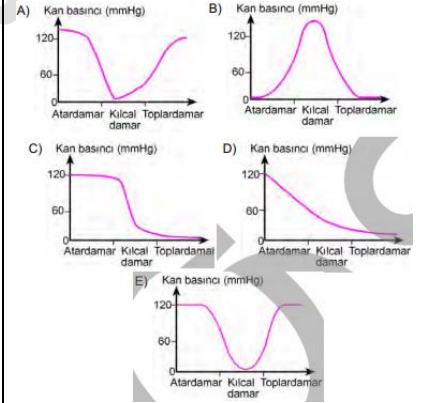 A) Kan basıncı (mmHg)
120
60
0
Atardamar Kılcal Toplardamar
damar
B) Kan basıncı (mmHg)
120
60
0
Atardamar Kılcal Toplardamar
damar
C) Kan basıncı (mmHg)
120
60
0
Atardamar Kılcal Toplardamar
damar
D) Kan basıncı (mmHg)
120
60
0
Atardamar Kılcal Toplardamar
damar
E) Kan basıncı (mmHg)
120
60
0
Atardamar Kılcal Toplardamar
damar